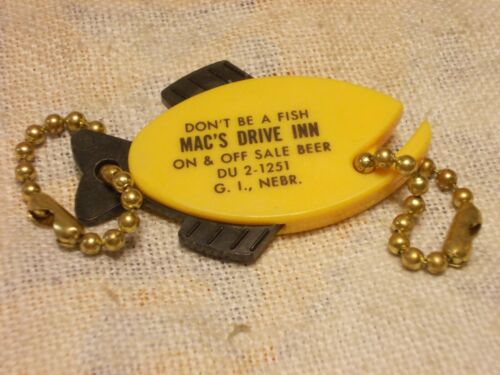 DON'T BE A FISH
MAC'S DRIVE INN
ON & OFF SALE BEER
DU 2-1251
G. I., NEBR.